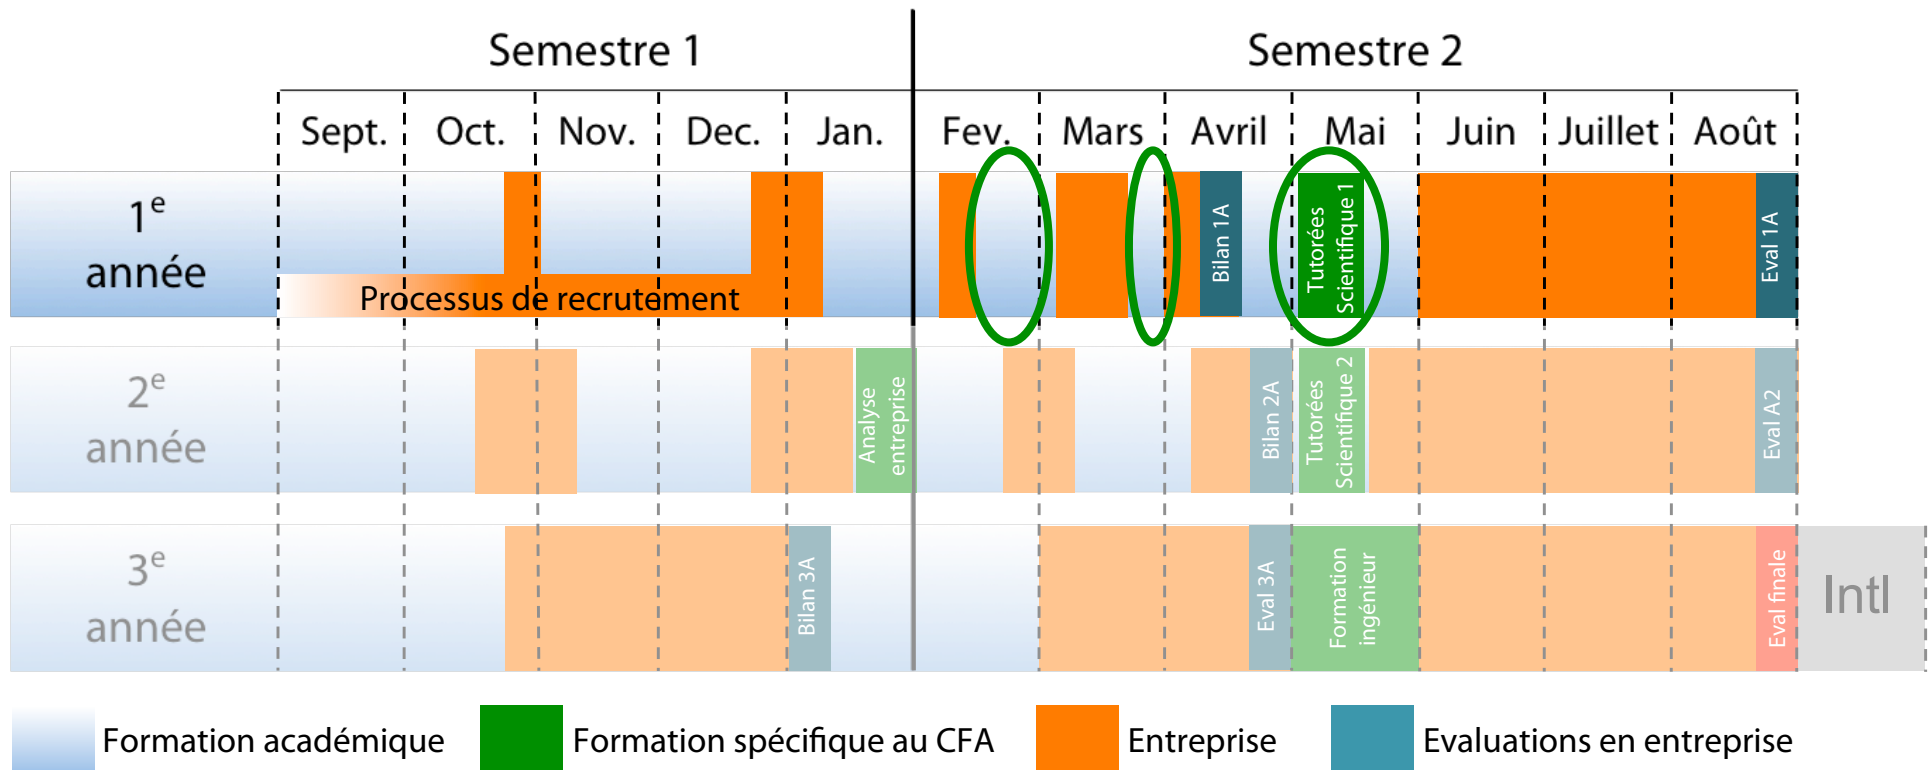 Semestre 1
Semestre 2
Sept.
Oct.
Nov.
Dec.
Jan.
Fev.
Mars
Avril
Mai
Juin
Juillet
Août
1e
année
Processus de recrutement
Bilan 1A
Tutorées
Scientifique 1
Eval 1A
2e
année
Analyse
entreprise
Bilan 2A
Tutorées
Scientifique 2
Eval A2
3e
année
Bilan 3A
Eval 3A
Formation
ingénieur
Eval finale
Intl
Formation académique
Formation spécifique au CFA
Entreprise
Evaluations en entreprise